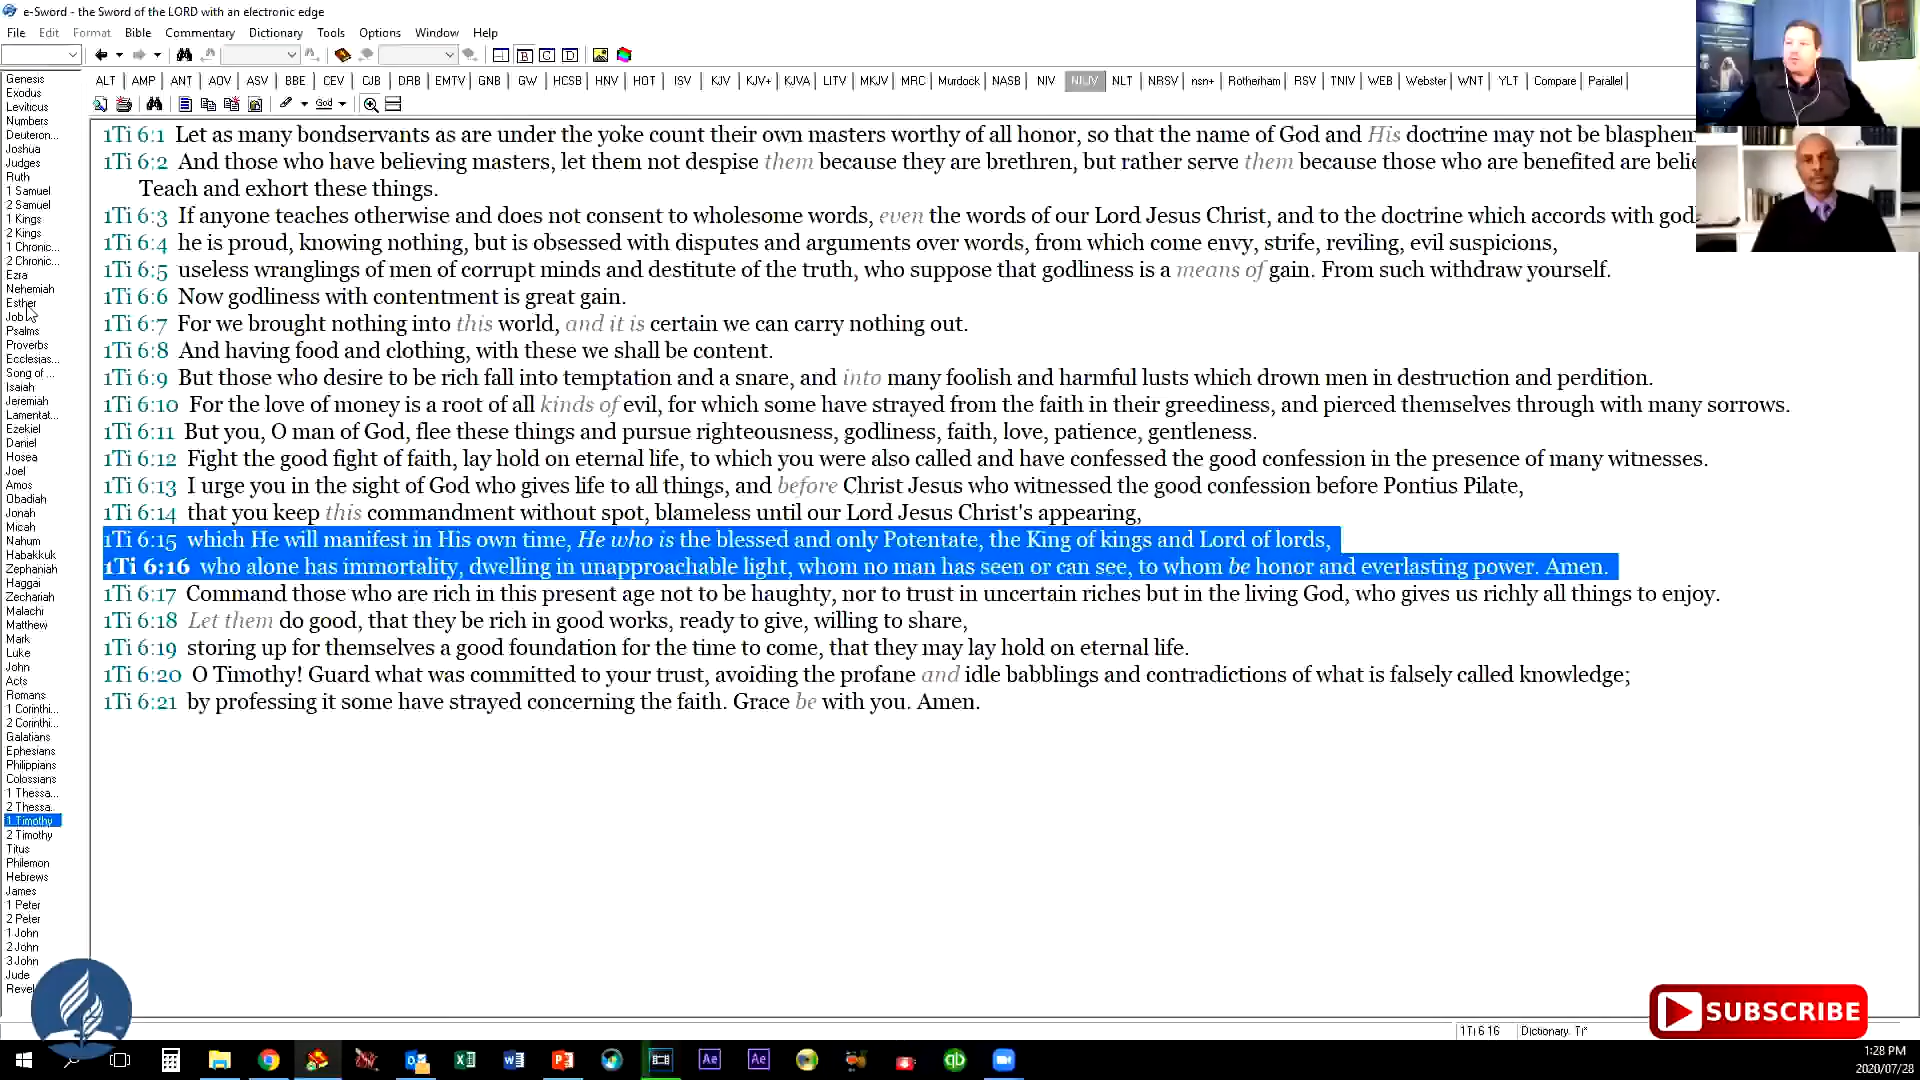 e-Sword - the Sword of the LORD with an electronic edge
File Edit Format Bible Commentary Dictionary Tools Options Window Help
ALT AMP ANT AOV ASV BBE CEV CJB DRB EMTV GNB GW HCSB HNV HOT ISV KJV KJV+ KJVA LITV MKJV MRC Murdock NASB NIV NKJV NLT NRSV nsn+ Rotherham RSV TNIV WEB Webster WNT YLT Compare Parallel
God
Genesis
Exodus
Leviticus
Numbers
Deuteron...
Joshua
Judges
Ruth
1 Samuel
2 Samuel
1 Kings
2 Kings
1 Chronic...
2 Chronic...
Ezra
Nehemiah
Esther
Job
Psalms
Proverbs
Ecclesias...
Song of ...
Isaiah
Jeremiah
Lamentat...
Ezekiel
Daniel
Hosea
Joel
Amos
Obadiah
Jonah
Micah
Nahum
Habakkuk
Zephaniah
Haggai
Zechariah
Malachi
Matthew
Mark
Luke
John
Acts
Romans
1 Corinthi...
2 Corinthi...
Galatians
Ephesians
Philippians
Colossians
1 Thessa...
2 Thessa...
1 Timothy
2 Timothy
Titus
Philemon
Hebrews
James
1 Peter
2 Peter
1 John
2 John
3 John
Jude
Revel
1Ti 6:1 Let as many bondservants as are under the yoke count their own masters worthy of all honor, so that the name of God and His doctrine may not be blasphem
1Ti 6:2 And those who have believing masters, let them not despise them because they are brethren, but rather serve them because those who are benefited are belie
Teach and exhort these things.
1Ti 6:3 If anyone teaches otherwise and does not consent to wholesome words, even the words of our Lord Jesus Christ, and to the doctrine which accords with god
1Ti 6:4 he is proud, knowing nothing, but is obsessed with disputes and arguments over words, from which come envy, strife, reviling, evil suspicions,
1Ti 6:5 useless wranglings of men of corrupt minds and destitute of the truth, who suppose that godliness is a means of gain. From such withdraw yourself.
1Ti 6:6 Now godliness with contentment is great gain.
1Ti 6:7 For we brought nothing into this world, and it is certain we can carry nothing out.
1Ti 6:8 And having food and clothing, with these we shall be content.
1Ti 6:9 But those who desire to be rich fall into temptation and a snare, and into many foolish and harmful lusts which drown men in destruction and perdition.
1Ti 6:10 For the love of money is a root of all kinds of evil, for which some have strayed from the faith in their greediness, and pierced themselves through with many sorrows.
1Ti 6:11 But you, O man of God, flee these things and pursue righteousness, godliness, faith, love, patience, gentleness.
1Ti 6:12 Fight the good fight of faith, lay hold on eternal life, to which you were also called and have confessed the good confession in the presence of many witnesses.
1Ti 6:13 I urge you in the sight of God who gives life to all things, and before Christ Jesus who witnessed the good confession before Pontius Pilate,
1Ti 6:14 that you keep this commandment without spot, blameless until our Lord Jesus Christ's appearing,
1Ti 6:15 which He will manifest in His own time, He who is the blessed and only Potentate, the King of kings and Lord of lords,
1Ti 6:16 who alone has immortality, dwelling in unapproachable light, whom no man has seen or can see, to whom be honor and everlasting power. Amen.
1Ti 6:17 Command those who are rich in this present age not to be haughty, nor to trust in uncertain riches but in the living God, who gives us richly all things to enjoy.
1Ti 6:18 Let them do good, that they be rich in good works, ready to give, willing to share,
1Ti 6:19 storing up for themselves a good foundation for the time to come, that they may lay hold on eternal life.
1Ti 6:20 O Timothy! Guard what was committed to your trust, avoiding the profane and idle babblings and contradictions of what is falsely called knowledge;
1Ti 6:21 by professing it some have strayed concerning the faith. Grace be with you. Amen.
SUBSCRIBE
1Ti 6 16 Dictionary. Ti*
1:28 PM
2020/07/28